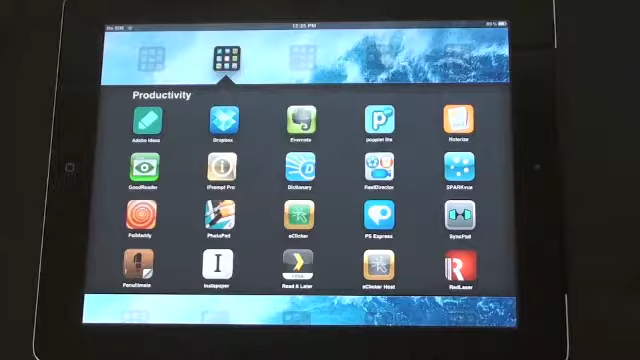 12:35 PM
Productivity
Adobe Ideas
Dropbox
Evernote
popplet lite
Noterize
GoodReader
iPrompt Pro
Dictionary
ReelDirector
SPARKvue
PhotoPad
eClicker
PS Express
SyncPad
Penultimate
Instapaper
Read It Later
eClicker Host
RedLaser